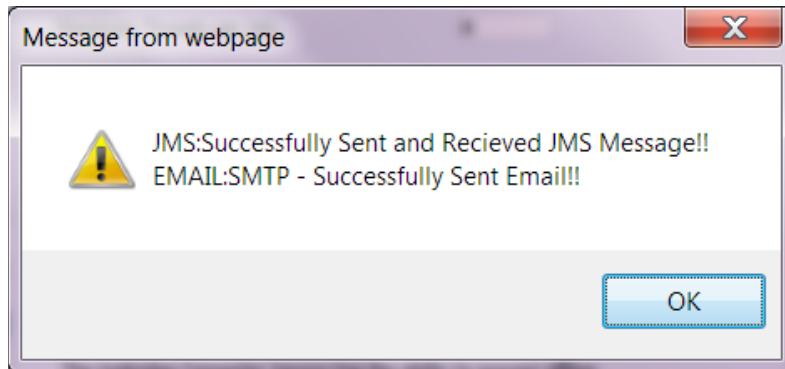 Message from webpage
JMS:Successfully Sent and Recieved JMS Message!!
EMAIL:SMTP - Successfully Sent Email!!
OK